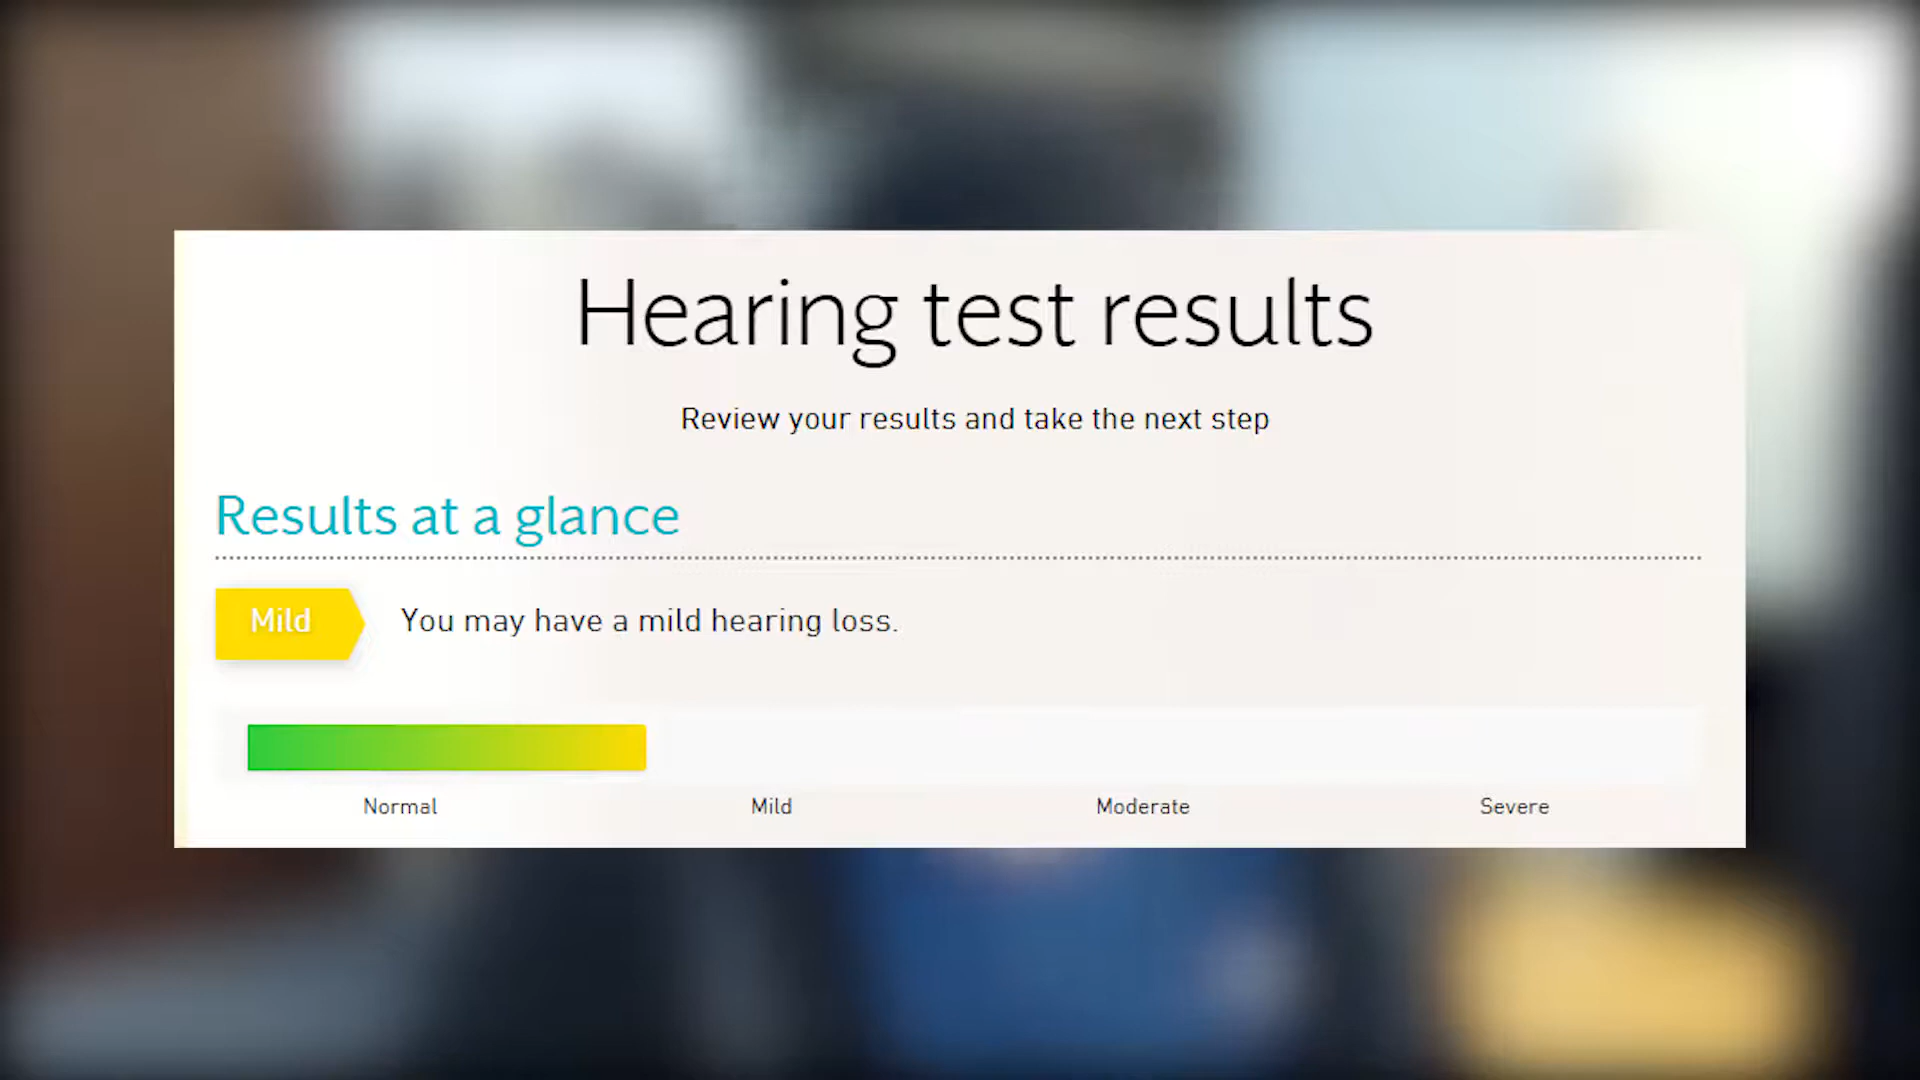 Hearing test results
Review your results and take the next step
Results at a glance
Mild
You may have a mild hearing loss.
Normal Mild Moderate Severe